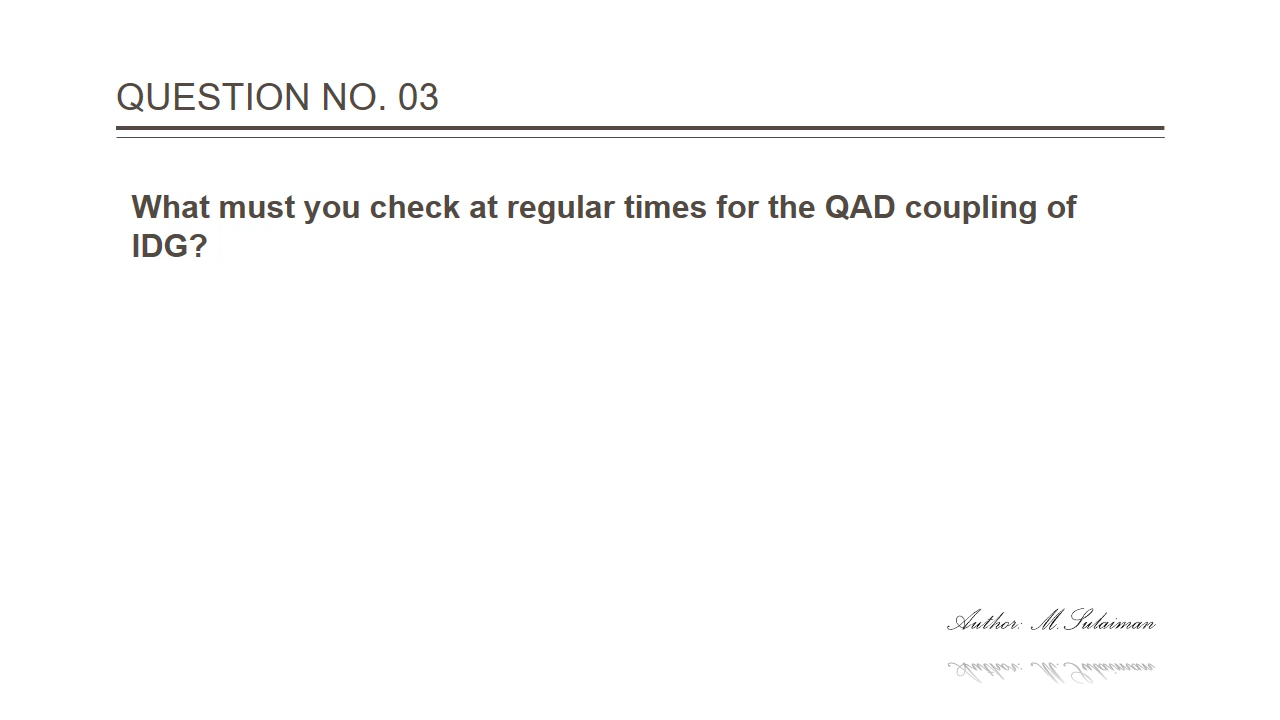 QUESTION NO. 03
What must you check at regular times for the QAD coupling of
IDG?
Author: M.Sulaiman